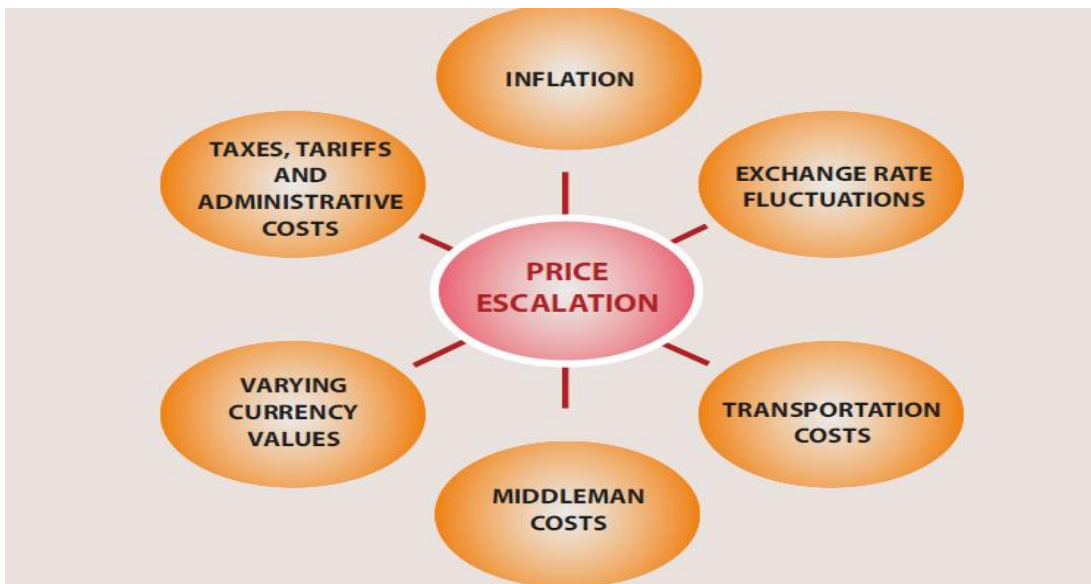 INFLATION
TAXES, TARIFFS
AND
ADMINISTRATIVE
COSTS
EXCHANGE RATE
FLUCTUATIONS
PRICE
ESCALATION
VARYING
CURRENCY
VALUES
TRANSPORTATION
COSTS
MIDDLEMAN
COSTS